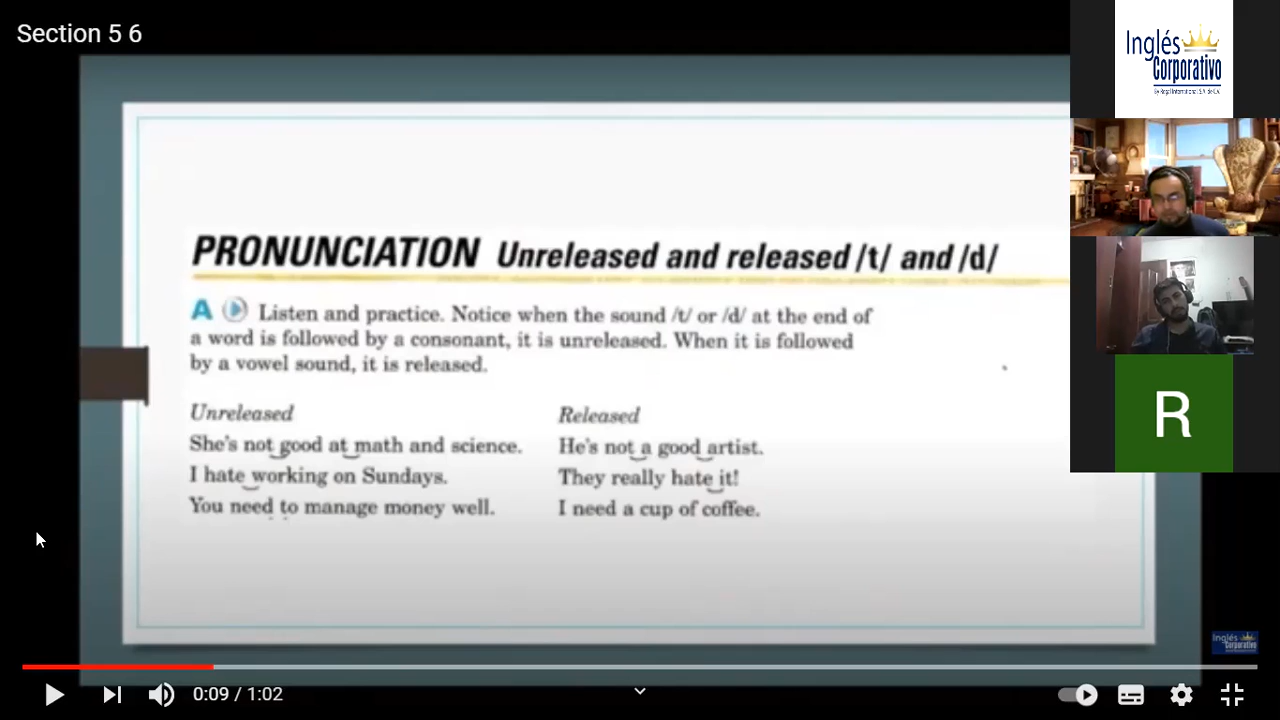 Section 5 6
Inglés
Corporativo
PRONUNCIATION Unreleased and released /t/ and /d/
A Listen and practice. Notice when the sound /t/ or /d/ at the end of
a word is followed by a consonant, it is unreleased. When it is followed
by a vowel sound, it is released.
Unreleased
She's not good at math and science.
I hate working on Sundays.
You need to manage money well.
Released
He's not a good artist.
They really hate it!
I need a cup of coffee.
R
Inglés
Corporativo
0:09 / 1:02